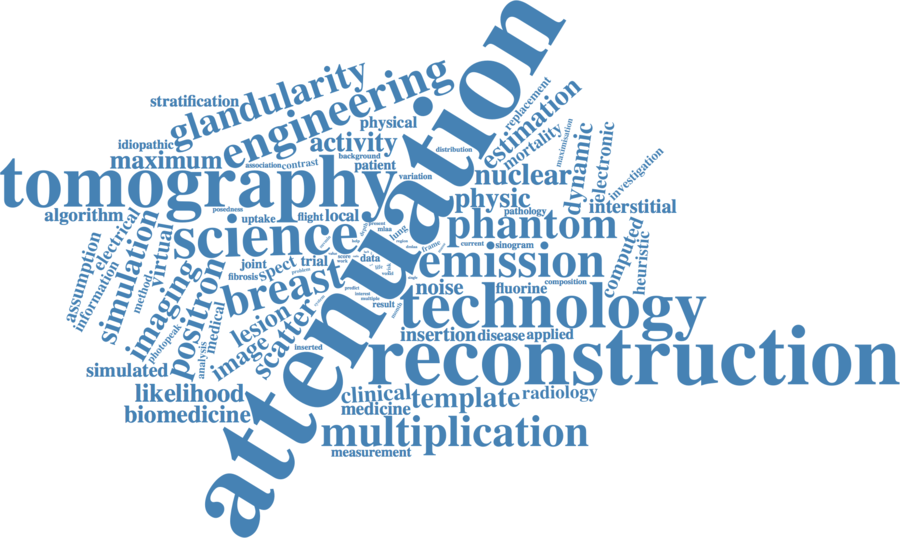 attenuation
reconstruction
tomography
technology
science
engineering
multiplication
phantom
emission
breast
glandularity
positron
imaging
simulation
scatter
estimation
stratification
physical
activity
idiopathic
maximum
association
contrast
background
patient
variation
distribution
replacement
mortality
maximisation
dynamic
electronic
investigation
nuclear
physic
pathology
interstitial
computed
heuristic
algorithm
posedness
uptake
flight
local
electrical
assumption
information
virtual
method
photopeak
joint
fibrosis
spect
trial
problem
data
lung
mlaa
present
frame
current
sinogram
noise
fluorine
composition
result
multiple
predict
insertion
disease
applied
lesion
image
medical
analysis
inserted
simulated
likelihood
biomedicine
clinical
medicine
template
radiology
measurement
score
work